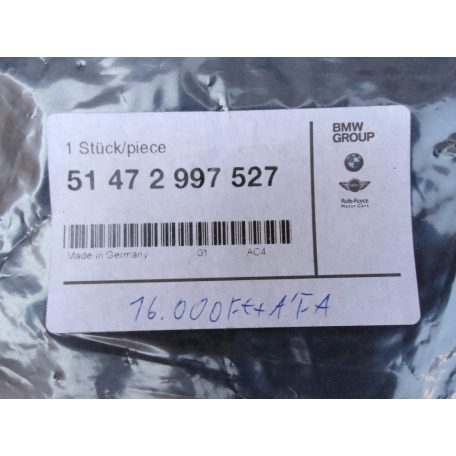 1 Stück/piece
51 47 2 997 527
Made in Germany 01 AC4
BMW
GROUP
Rolls-Royce
Motor Cars
16.000Ft+ÁFA